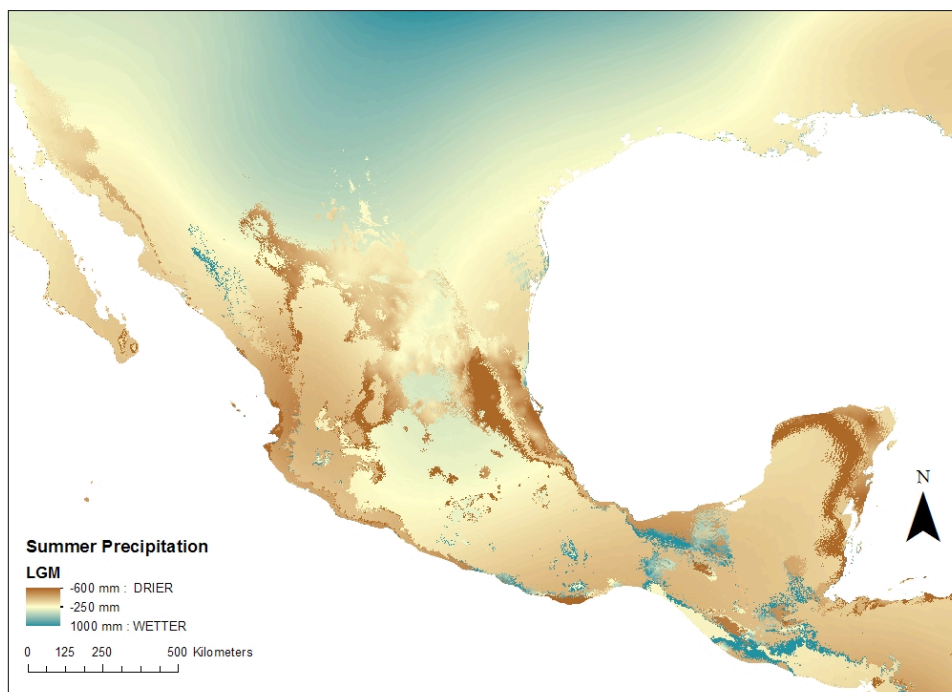 N
Summer Precipitation
LGM
-600 mm : DRIER
-250 mm
1000 mm : WETTER
0 125 250 500 Kilometers